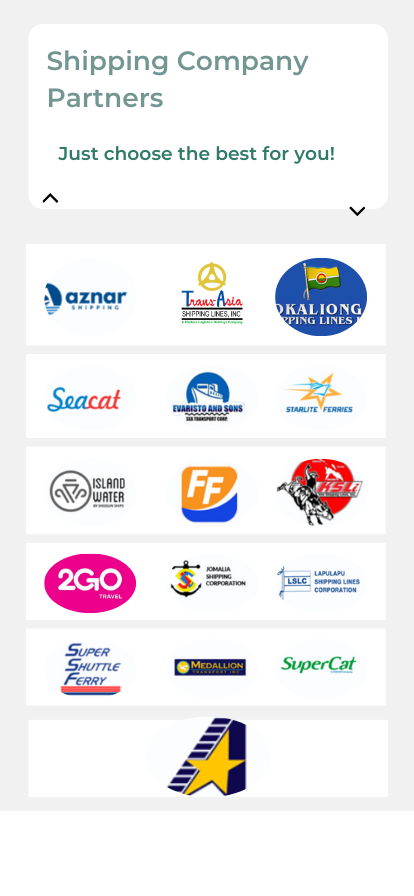 Shipping Company
Partners
Just choose the best for you!
aznar
SHIPPING
Trans-Asia
SHIPPING LINES, INC
OKALIONG
PPING LINES I
Seacat
EVARISTO AND SONS
SEA TRANSPORT CORP.
STARLITE FERRIES
ISLAND
WATER
FF
KSLI
2GO
TRAVEL
JOMALIA
SHIPPING
CORPORATION
LSLC
LAPULAPU
SHIPPING LINES
CORPORATION
SUPER
SHUTTLE
FERRY
MEDALLION
TRANSPORT INC
SuperCat